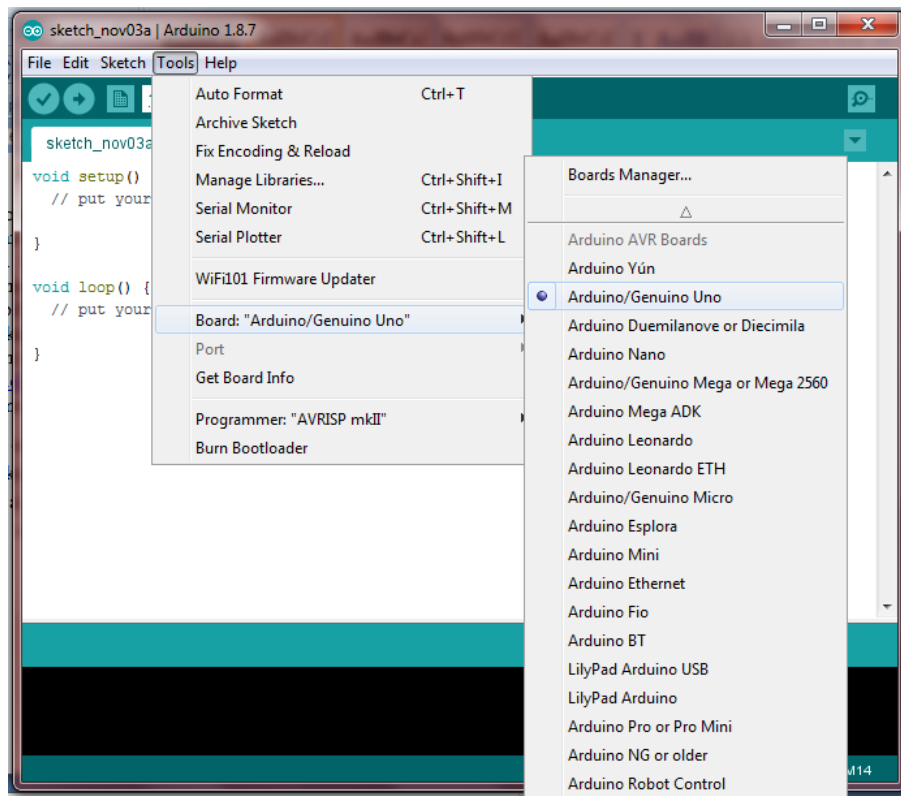 sketch_nov03a | Arduino 1.8.7
File Edit Sketch Tools Help
sketch_nov03a
void setup()
// put your
}
void loop() {
// put your
}
Auto Format Ctrl+T
Archive Sketch
Fix Encoding & Reload
Manage Libraries... Ctrl+Shift+I
Serial Monitor Ctrl+Shift+M
Serial Plotter Ctrl+Shift+L
WiFi101 Firmware Updater
Board: "Arduino/Genuino Uno"
Port
Get Board Info
Programmer: "AVRISP mkII"
Burn Bootloader
Boards Manager...
Arduino AVR Boards
Arduino Yún
Arduino/Genuino Uno
Arduino Duemilanove or Diecimila
Arduino Nano
Arduino/Genuino Mega or Mega 2560
Arduino Mega ADK
Arduino Leonardo
Arduino Leonardo ETH
Arduino/Genuino Micro
Arduino Esplora
Arduino Mini
Arduino Ethernet
Arduino Fio
Arduino BT
LilyPad Arduino USB
LilyPad Arduino
Arduino Pro or Pro Mini
Arduino NG or older
Arduino Robot Control
M14